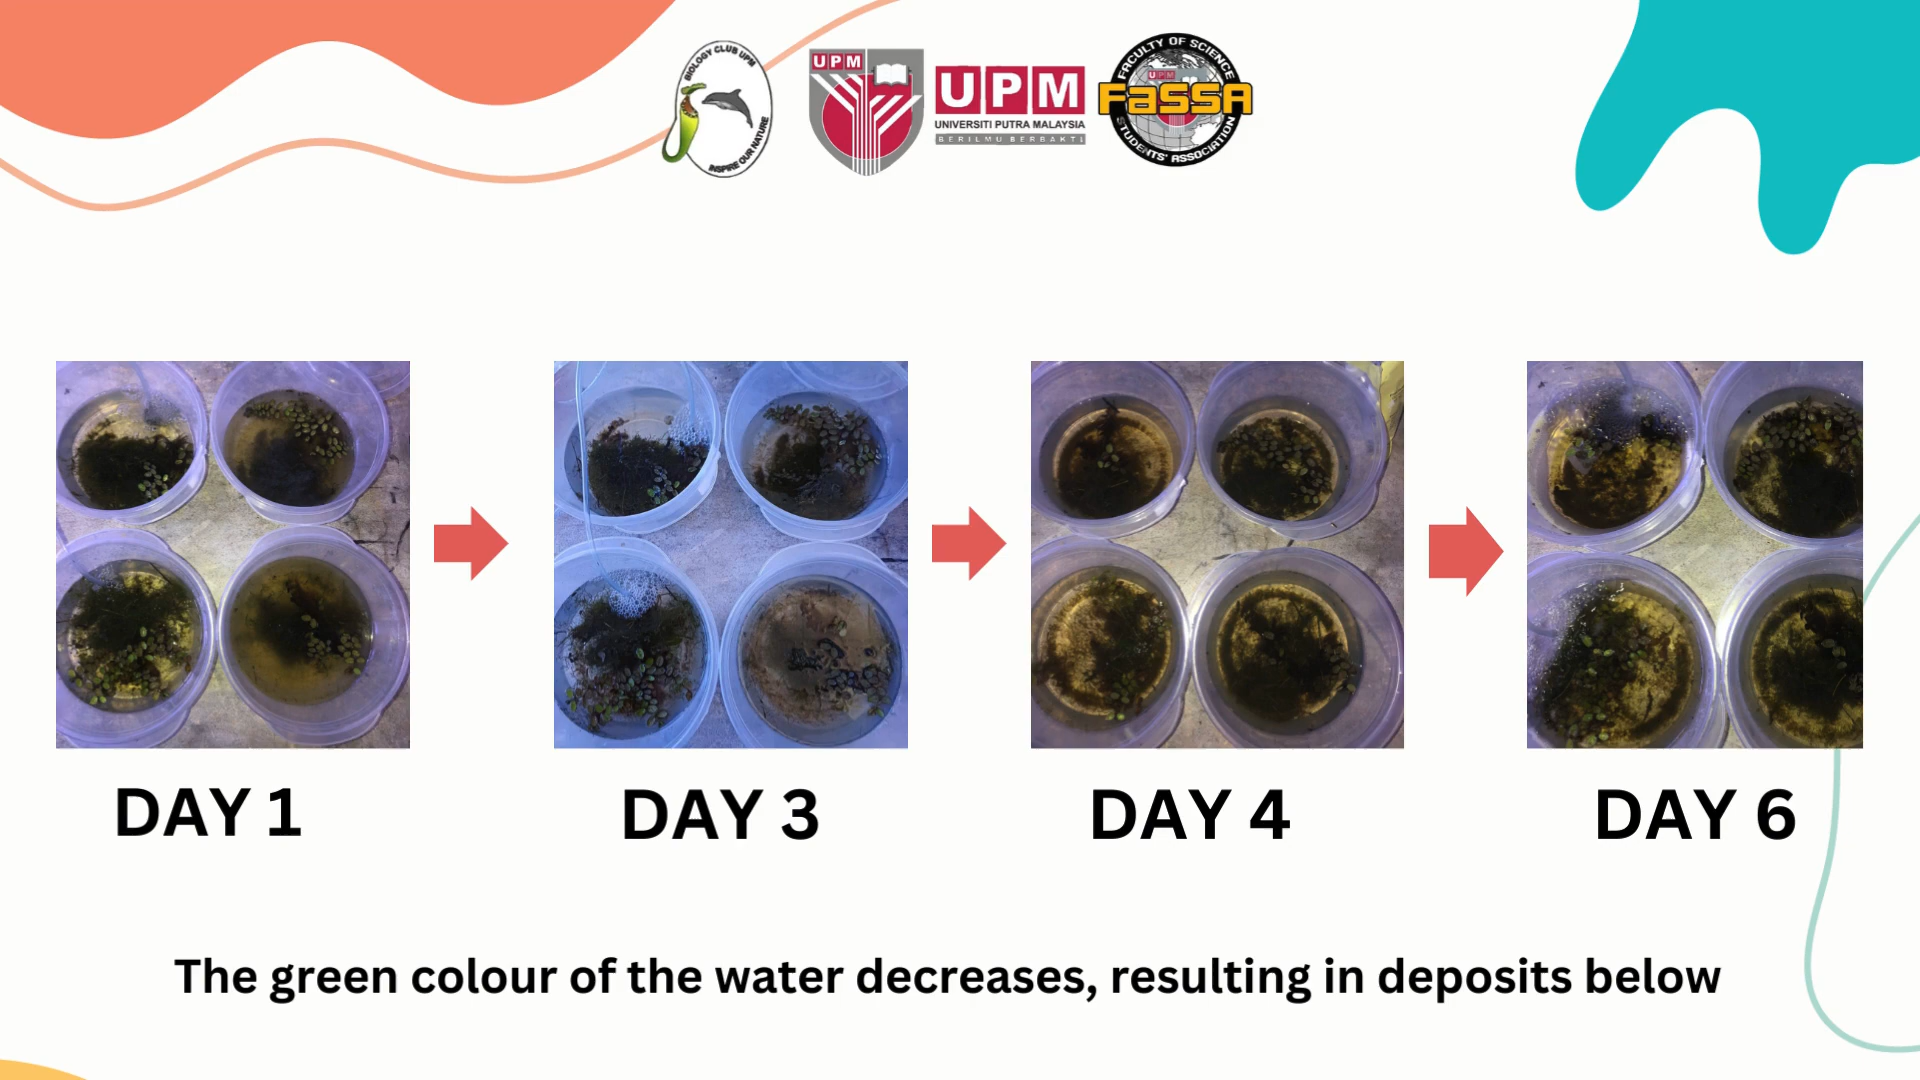 BIOLOGY CLUB UPM
INSPIRE OUR NATURE
UPM
UPM
UNIVERSITI PUTRA MALAYSIA
BERILMU BERBAKTI
FACULTY OF SCIENCE
UPM
FaSSA
STUDENTS' ASSOCIATION
DAY 1
DAY 3
DAY 4
DAY 6
The green colour of the water decreases, resulting in deposits below